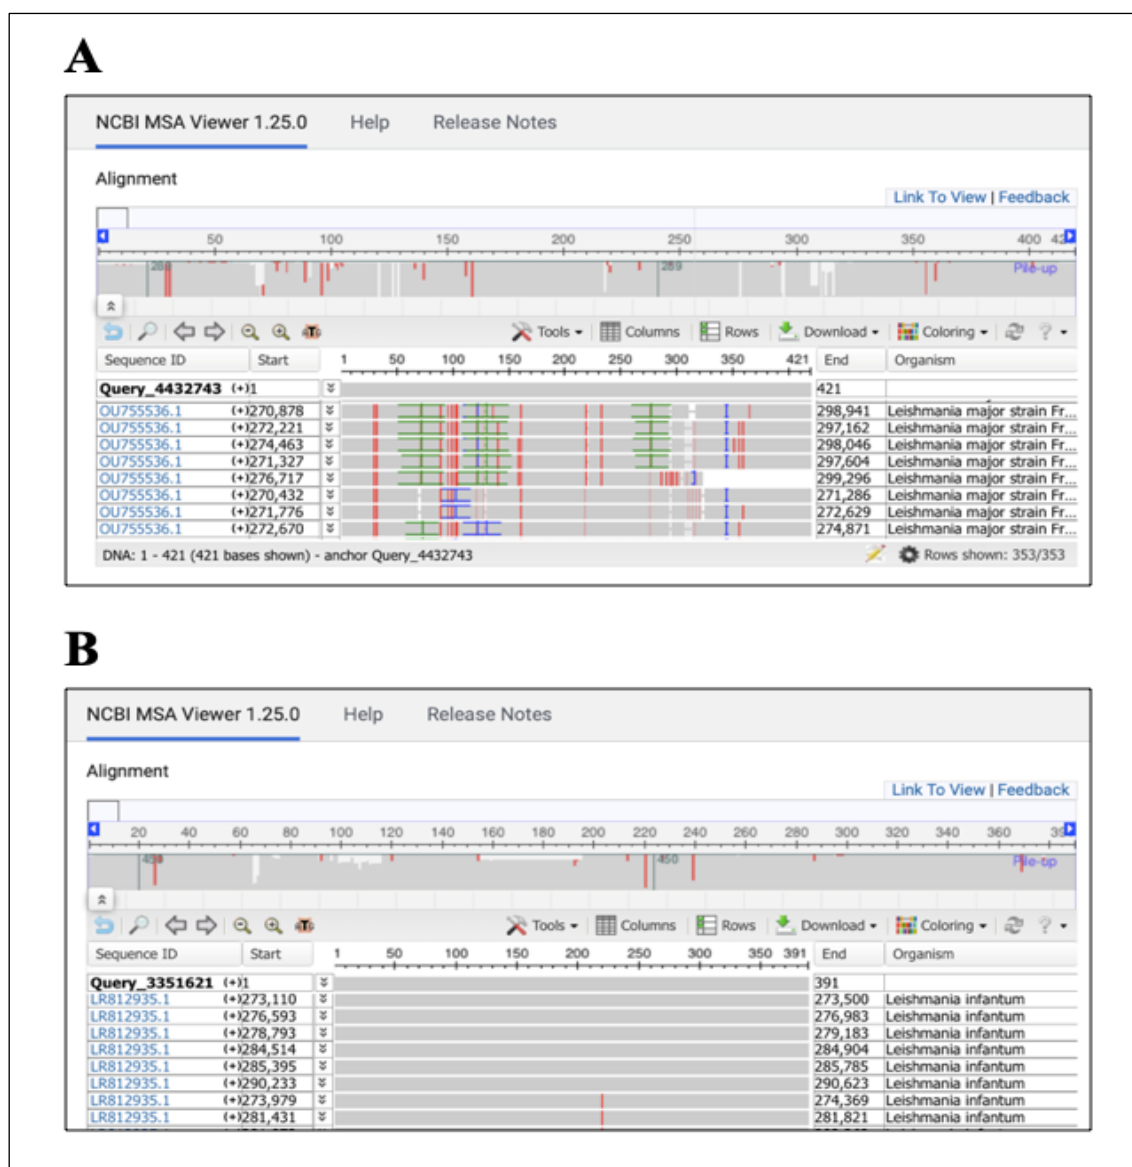 A
NCBI MSA Viewer 1.25.0 Help Release Notes
Alignment
Link To View | Feedback
50 100 150 200 250 300 350 400 42
286 289 Pile-up
Tools Columns Rows Download Coloring ?
Sequence ID Start 1 50 100 150 200 250 300 350 421 End Organism
Query_4432743 (+)1 421
OU755536.1 (+)270,878 298,941 Leishmania major strain Fr...
OU755536.1 (+)272,221 297,162 Leishmania major strain Fr...
OU755536.1 (+)274,463 298,046 Leishmania major strain Fr...
OU755536.1 (+)271,327 297,604 Leishmania major strain Fr...
OU755536.1 (+)276,717 299,296 Leishmania major strain Fr...
OU755536.1 (+)270,432 271,286 Leishmania major strain Fr...
OU755536.1 (+)271,776 272,629 Leishmania major strain Fr...
OU755536.1 (+)272,670 274,871 Leishmania major strain Fr...
DNA: 1 - 421 (421 bases shown) - anchor Query_4432743 Rows shown: 353/353
B
NCBI MSA Viewer 1.25.0 Help Release Notes
Alignment
Link To View | Feedback
20 40 60 80 100 120 140 160 180 200 220 240 260 280 300 320 340 360
450 450 Pile-up
Tools Columns Rows Download Coloring ?
Sequence ID Start 1 50 100 150 200 250 300 350 391 End Organism
Query_3351621 (+)1 391
LR812935.1 (+)273,110 273,500 Leishmania infantum
LR812935.1 (+)276,593 276,983 Leishmania infantum
LR812935.1 (+)278,793 279,183 Leishmania infantum
LR812935.1 (+)284,514 284,904 Leishmania infantum
LR812935.1 (+)285,395 285,785 Leishmania infantum
LR812935.1 (+)290,233 290,623 Leishmania infantum
LR812935.1 (+)273,979 274,369 Leishmania infantum
LR812935.1 (+)281,431 281,821 Leishmania infantum